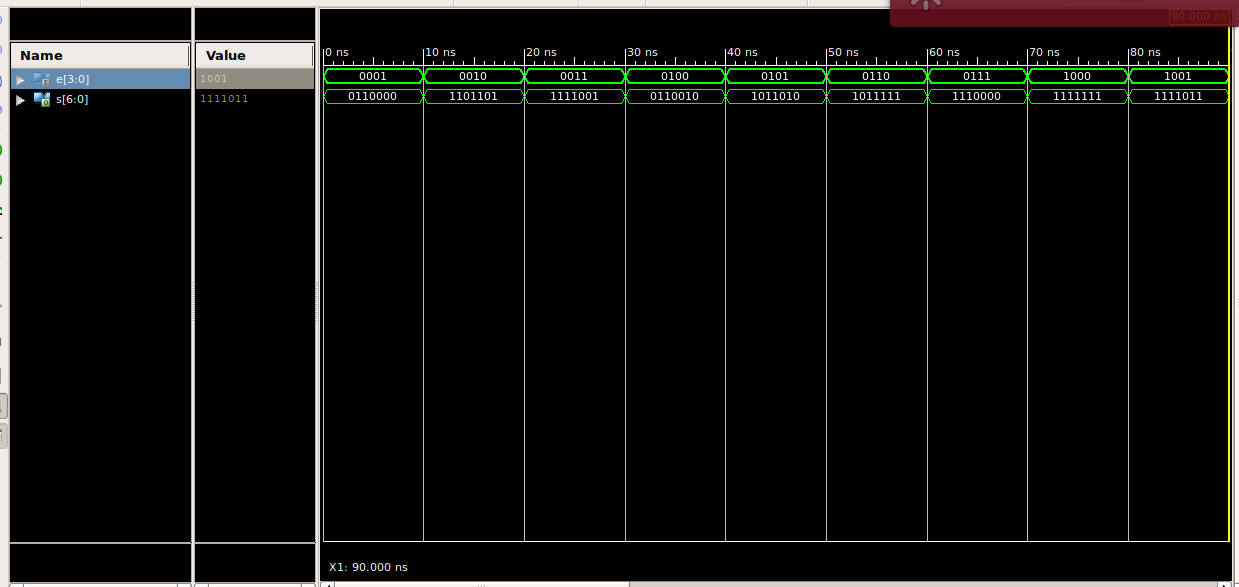 90.000 ns
Name Value
0 ns 10 ns 20 ns 30 ns 40 ns 50 ns 60 ns 70 ns 80 ns
e[3:0] 1001 0001 0010 0011 0100 0101 0110 0111 1000 1001
s[6:0] 1111011 0110000 1101101 1111001 0110010 1011010 1011111 1110000 1111111 1111011
X1: 90.000 ns